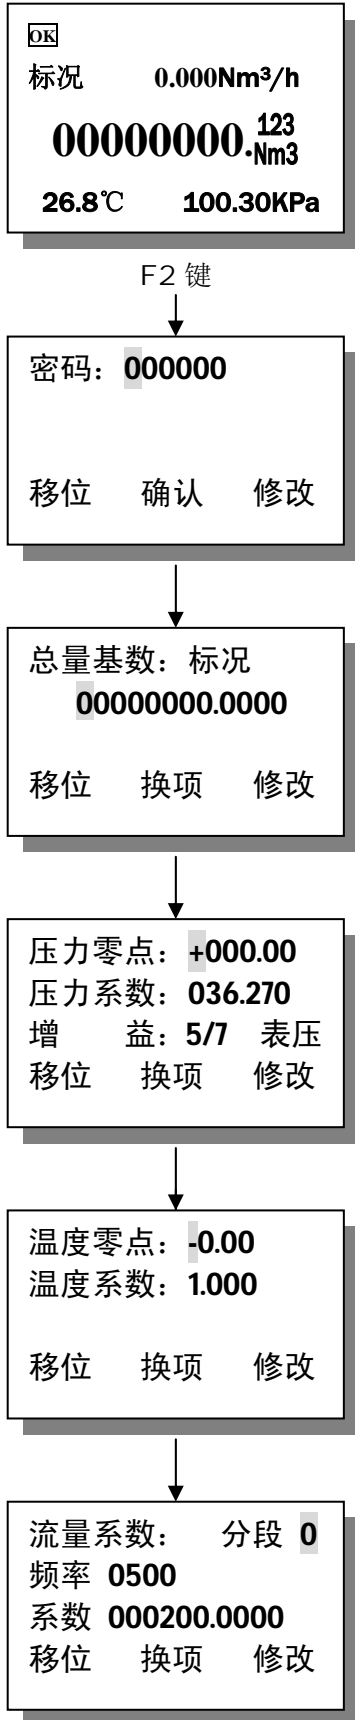 OK
标况 0.000Nm³/h
00000000.123
Nm3
26.8℃ 100.30KPa
F2 键
密码：000000
移位 确认 修改
总量基数：标况
00000000.0000
移位 换项 修改
压力零点：+000.00
压力系数：036.270
增 益：5/7 表压
移位 换项 修改
温度零点：-0.00
温度系数：1.000
移位 换项 修改
流量系数： 分段 0
频率 0500
系数 000200.0000
移位 换项 修改